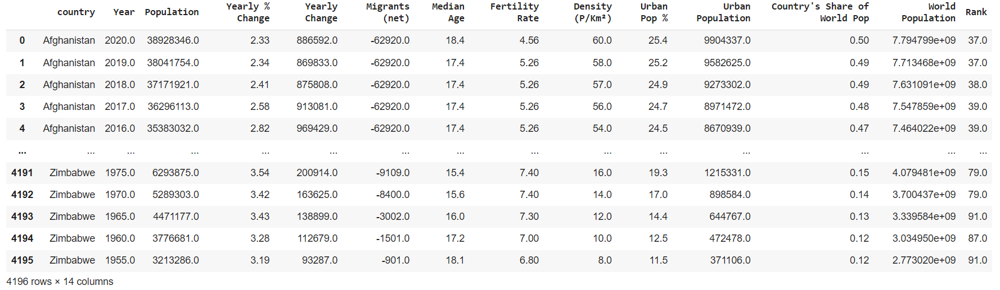 country Year Population Yearly % Change Yearly Change Migrants (net) Median Age Fertility Rate Density (P/Km²) Urban Pop % Urban Population Country's Share of World Pop World Population Rank
0 Afghanistan 2020.0 38928346.0 2.33 886592.0 -62920.0 18.4 4.56 60.0 25.4 9904337.0 0.50 7.794799e+09 37.0
1 Afghanistan 2019.0 38041754.0 2.34 869833.0 -62920.0 17.4 5.26 58.0 25.2 9582625.0 0.49 7.713468e+09 37.0
2 Afghanistan 2018.0 37171921.0 2.41 875808.0 -62920.0 17.4 5.26 57.0 24.9 9273302.0 0.49 7.631091e+09 38.0
3 Afghanistan 2017.0 36296113.0 2.58 913081.0 -62920.0 17.4 5.26 56.0 24.7 8971472.0 0.48 7.547859e+09 39.0
4 Afghanistan 2016.0 35383032.0 2.82 969429.0 -62920.0 17.4 5.26 54.0 24.5 8670939.0 0.47 7.464022e+09 39.0
... ... ... ... ... ... ... ... ... ... ... ... ... ... ...
4191 Zimbabwe 1975.0 6293875.0 3.54 200914.0 -9109.0 15.4 7.40 16.0 19.3 1215331.0 0.15 4.079481e+09 79.0
4192 Zimbabwe 1970.0 5289303.0 3.42 163625.0 -8400.0 15.6 7.40 14.0 17.0 898584.0 0.14 3.700437e+09 79.0
4193 Zimbabwe 1965.0 4471177.0 3.43 138899.0 -3002.0 16.0 7.30 12.0 14.4 644767.0 0.13 3.339584e+09 91.0
4194 Zimbabwe 1960.0 3776681.0 3.28 112679.0 -1501.0 17.2 7.00 10.0 12.5 472478.0 0.12 3.034950e+09 87.0
4195 Zimbabwe 1955.0 3213286.0 3.19 93287.0 -901.0 18.1 6.80 8.0 11.5 371106.0 0.12 2.773020e+09 91.0
4196 rows × 14 columns